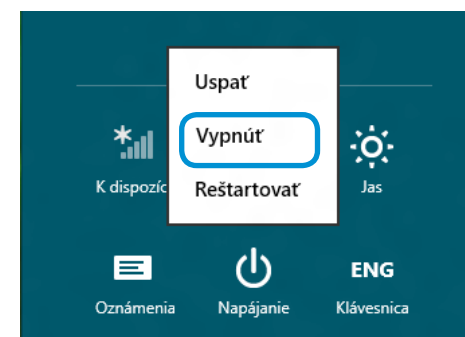 Uspať
Vypnúť
Reštartovať
K dispozíc
Jas
ENG
Oznámenia
Napájanie
Klávesnica